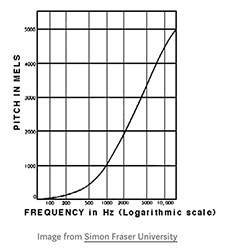 PITCH IN MELS
5000
4000
3000
2000
1000
0
100 200 500 1000 2000 3000 10,000
FREQUENCY in Hz (Logarithmic scale)
Image from Simon Fraser University